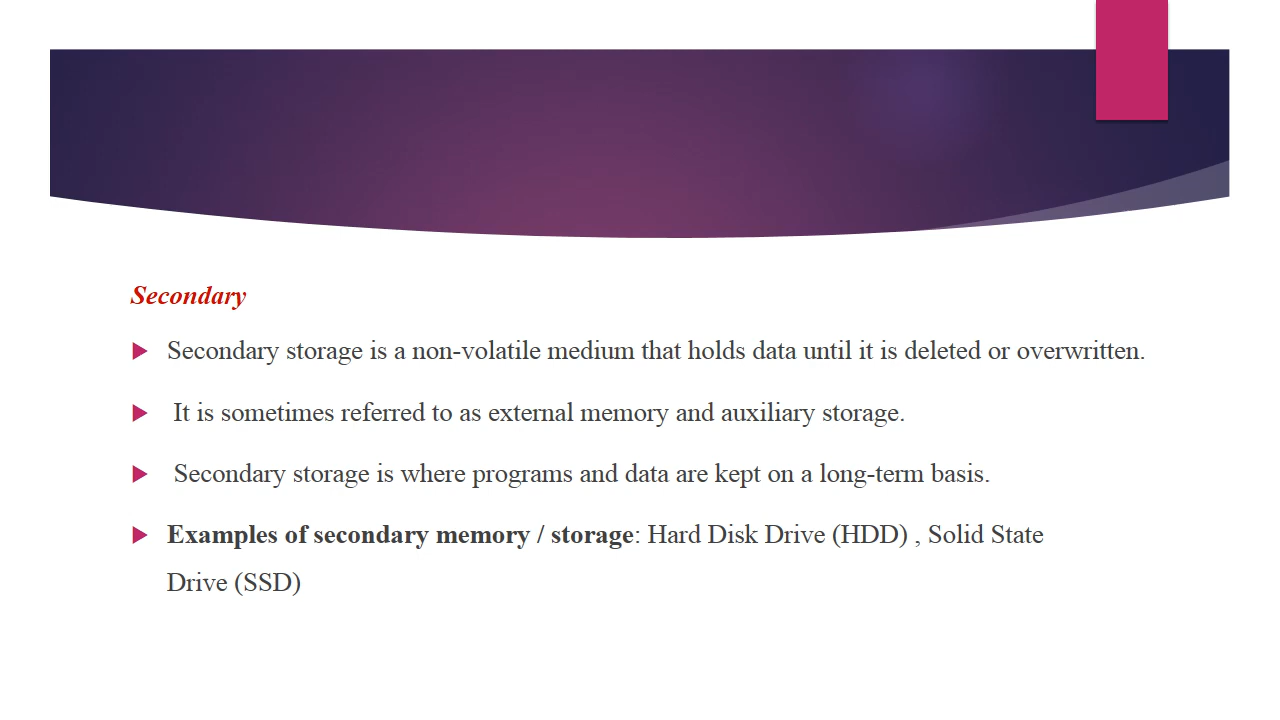 Secondary
Secondary storage is a non-volatile medium that holds data until it is deleted or overwritten.
It is sometimes referred to as external memory and auxiliary storage.
Secondary storage is where programs and data are kept on a long-term basis.
Examples of secondary memory / storage: Hard Disk Drive (HDD) , Solid State
Drive (SSD)